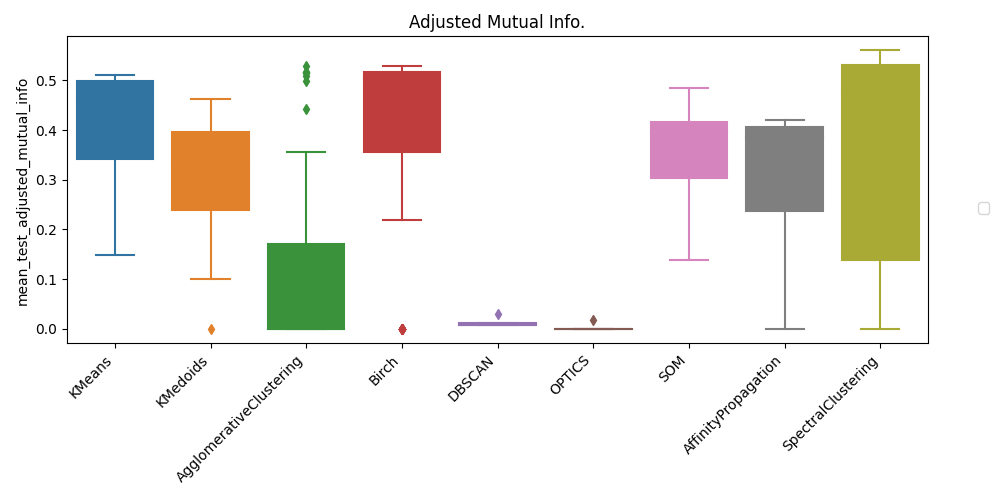 Adjusted Mutual Info.
mean_test_adjusted_mutual_info
0.5
0.4
0.3
0.2
0.1
0.0
KMeans
KMedoids
AgglomerativeClustering
Birch
DBSCAN
OPTICS
SOM
AffinityPropagation
SpectralClustering